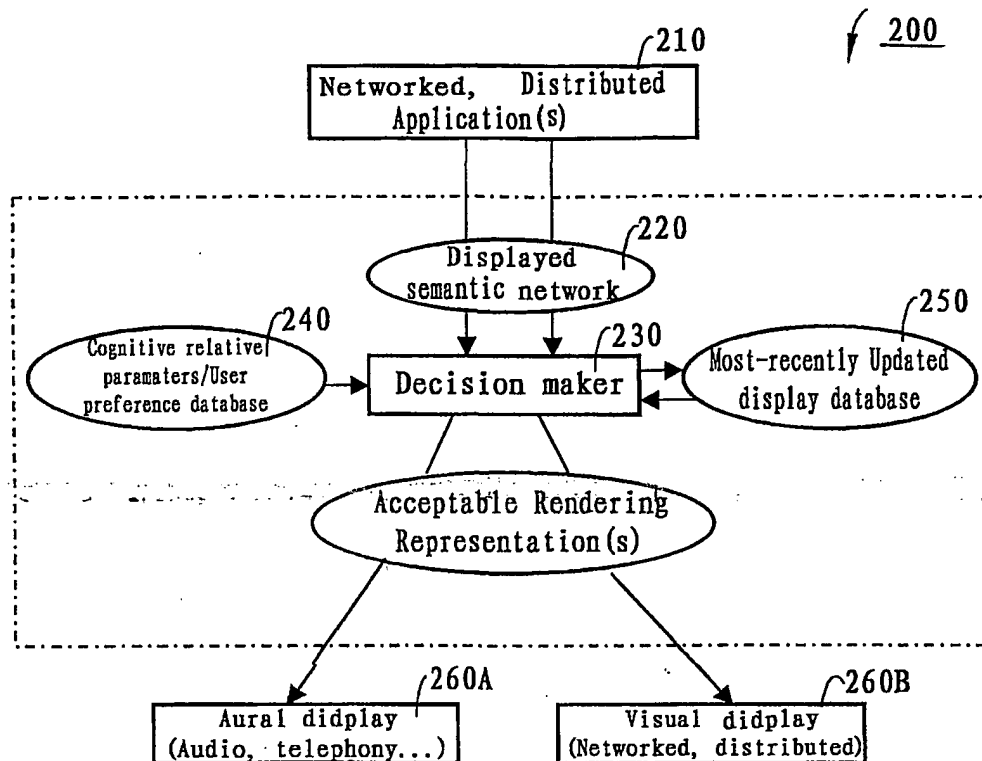 200
210
Networked, Distributed
Application(s)
220
Displayed
semantic network
240
Cognitive relative
paramaters/User
preference database
230
Decision maker
250
Most-recently Updated
display database
Acceptable Rendering
Representation(s)
260A
Aural didplay
(Audio, telephony...)
260B
Visual didplay
(Networked, distributed)